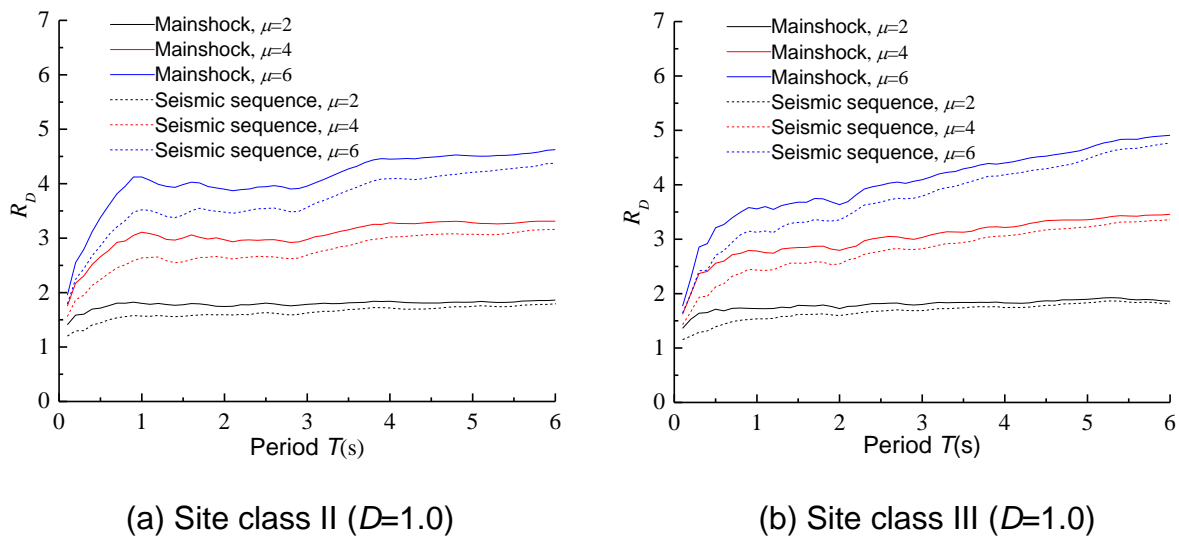 7
6
5
4
3
2
1
0
R_D
Mainshock, μ=2
Mainshock, μ=4
Mainshock, μ=6
Seismic sequence, μ=2
Seismic sequence, μ=4
Seismic sequence, μ=6
0 1 2 3 4 5 6
Period T(s)
(a) Site class II (D=1.0)
7
6
5
4
3
2
1
0
R_D
Mainshock, μ=2
Mainshock, μ=4
Mainshock, μ=6
Seismic sequence, μ=2
Seismic sequence, μ=4
Seismic sequence, μ=6
0 1 2 3 4 5 6
Period T(s)
(b) Site class III (D=1.0)